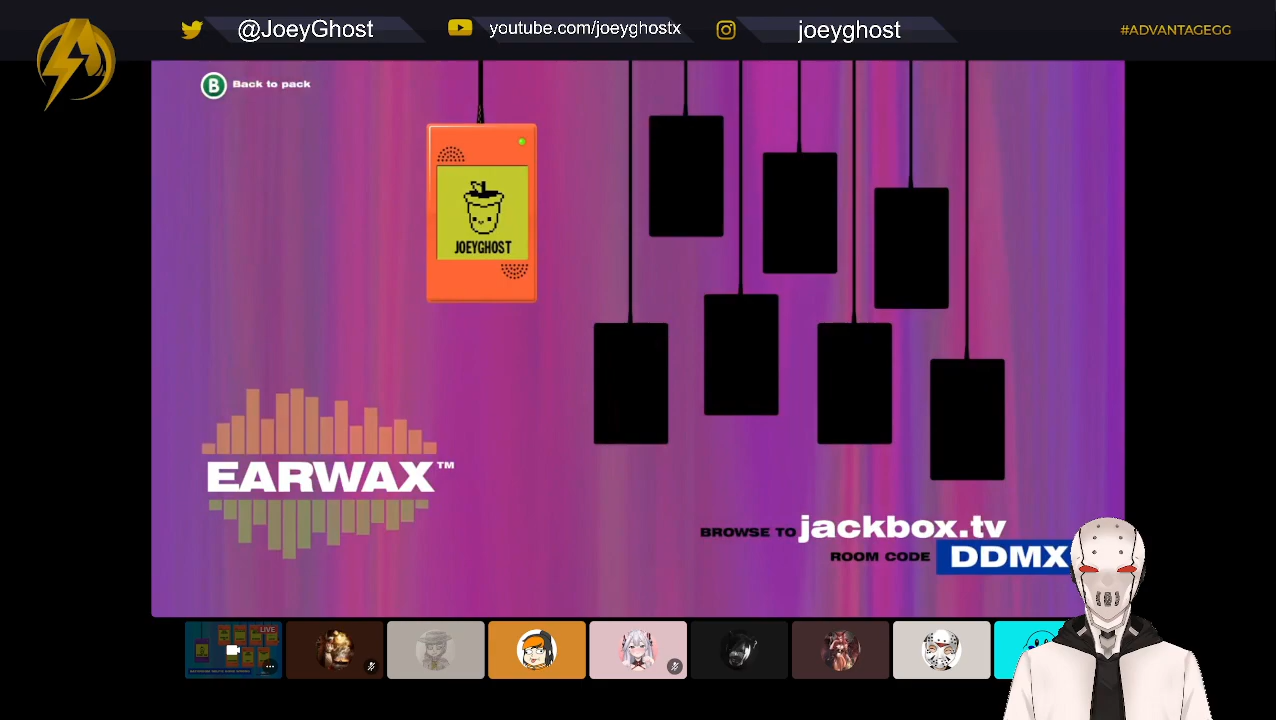 @JoeyGhost
youtube.com/joeyghostx
joeyghost
#ADVANTAGEGG
B Back to pack
JOEYGHOST
EARWAX™
BROWSE TO jackbox.tv
ROOM CODE DDMX
LIVE